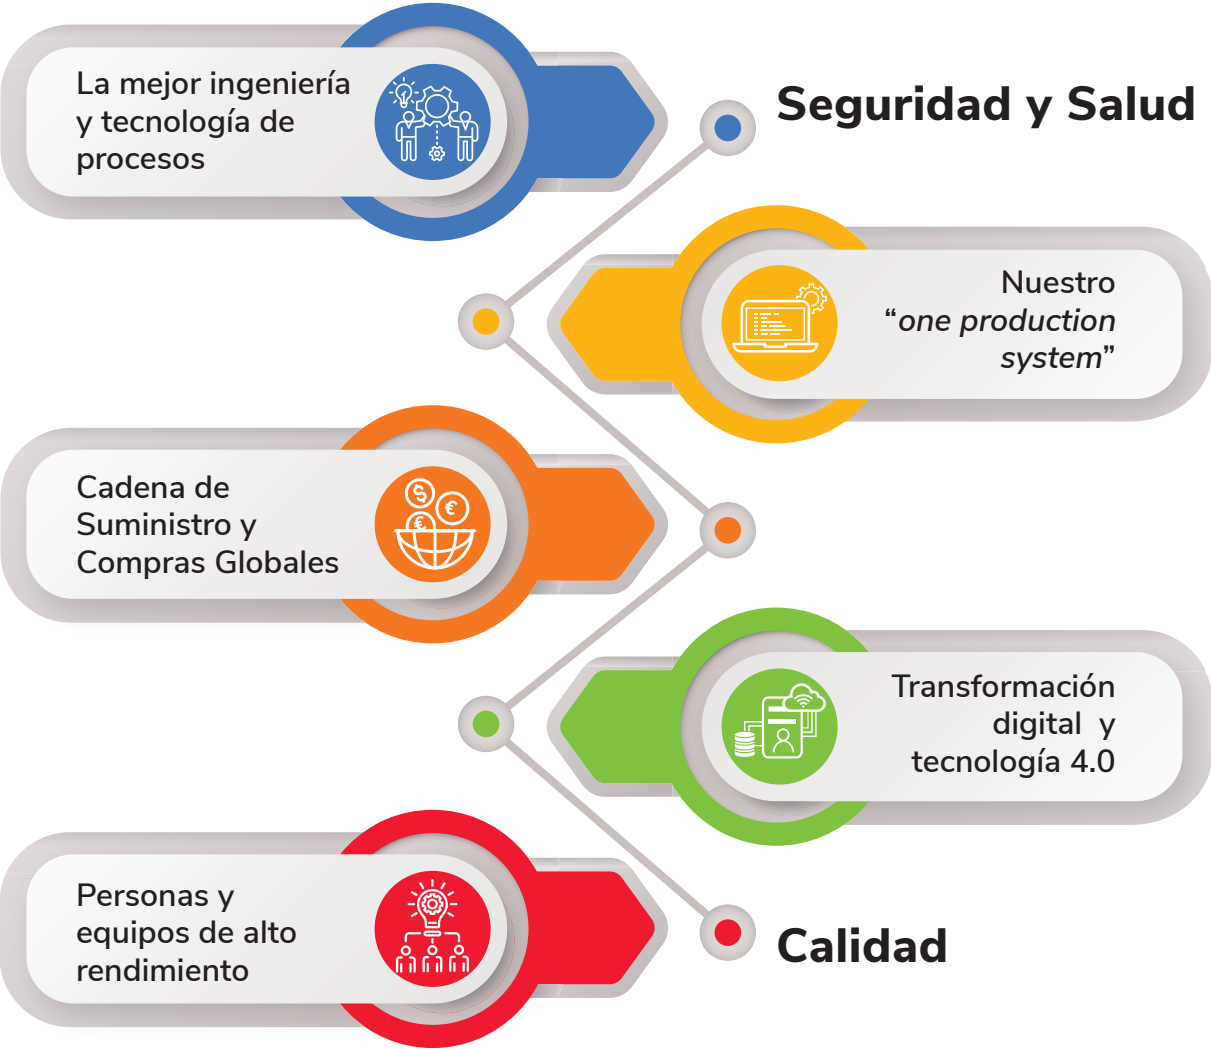 La mejor ingeniería
y tecnología de
procesos
Seguridad y Salud
Nuestro
“one production
system”
Cadena de
Suministro y
Compras Globales
Transformación
digital y
tecnología 4.0
Personas y
equipos de alto
rendimiento
Calidad